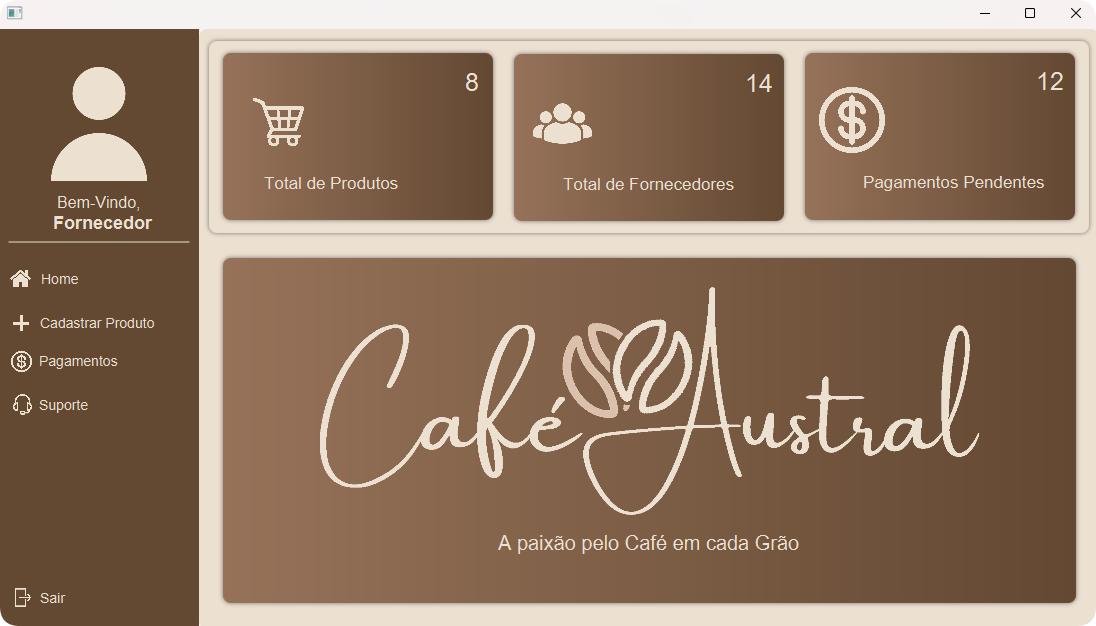 Bem-Vindo,
Fornecedor
Home
Cadastrar Produto
Pagamentos
Suporte
Sair
8
Total de Produtos
14
Total de Fornecedores
12
Pagamentos Pendentes
Café Austral
A paixão pelo Café em cada Grão